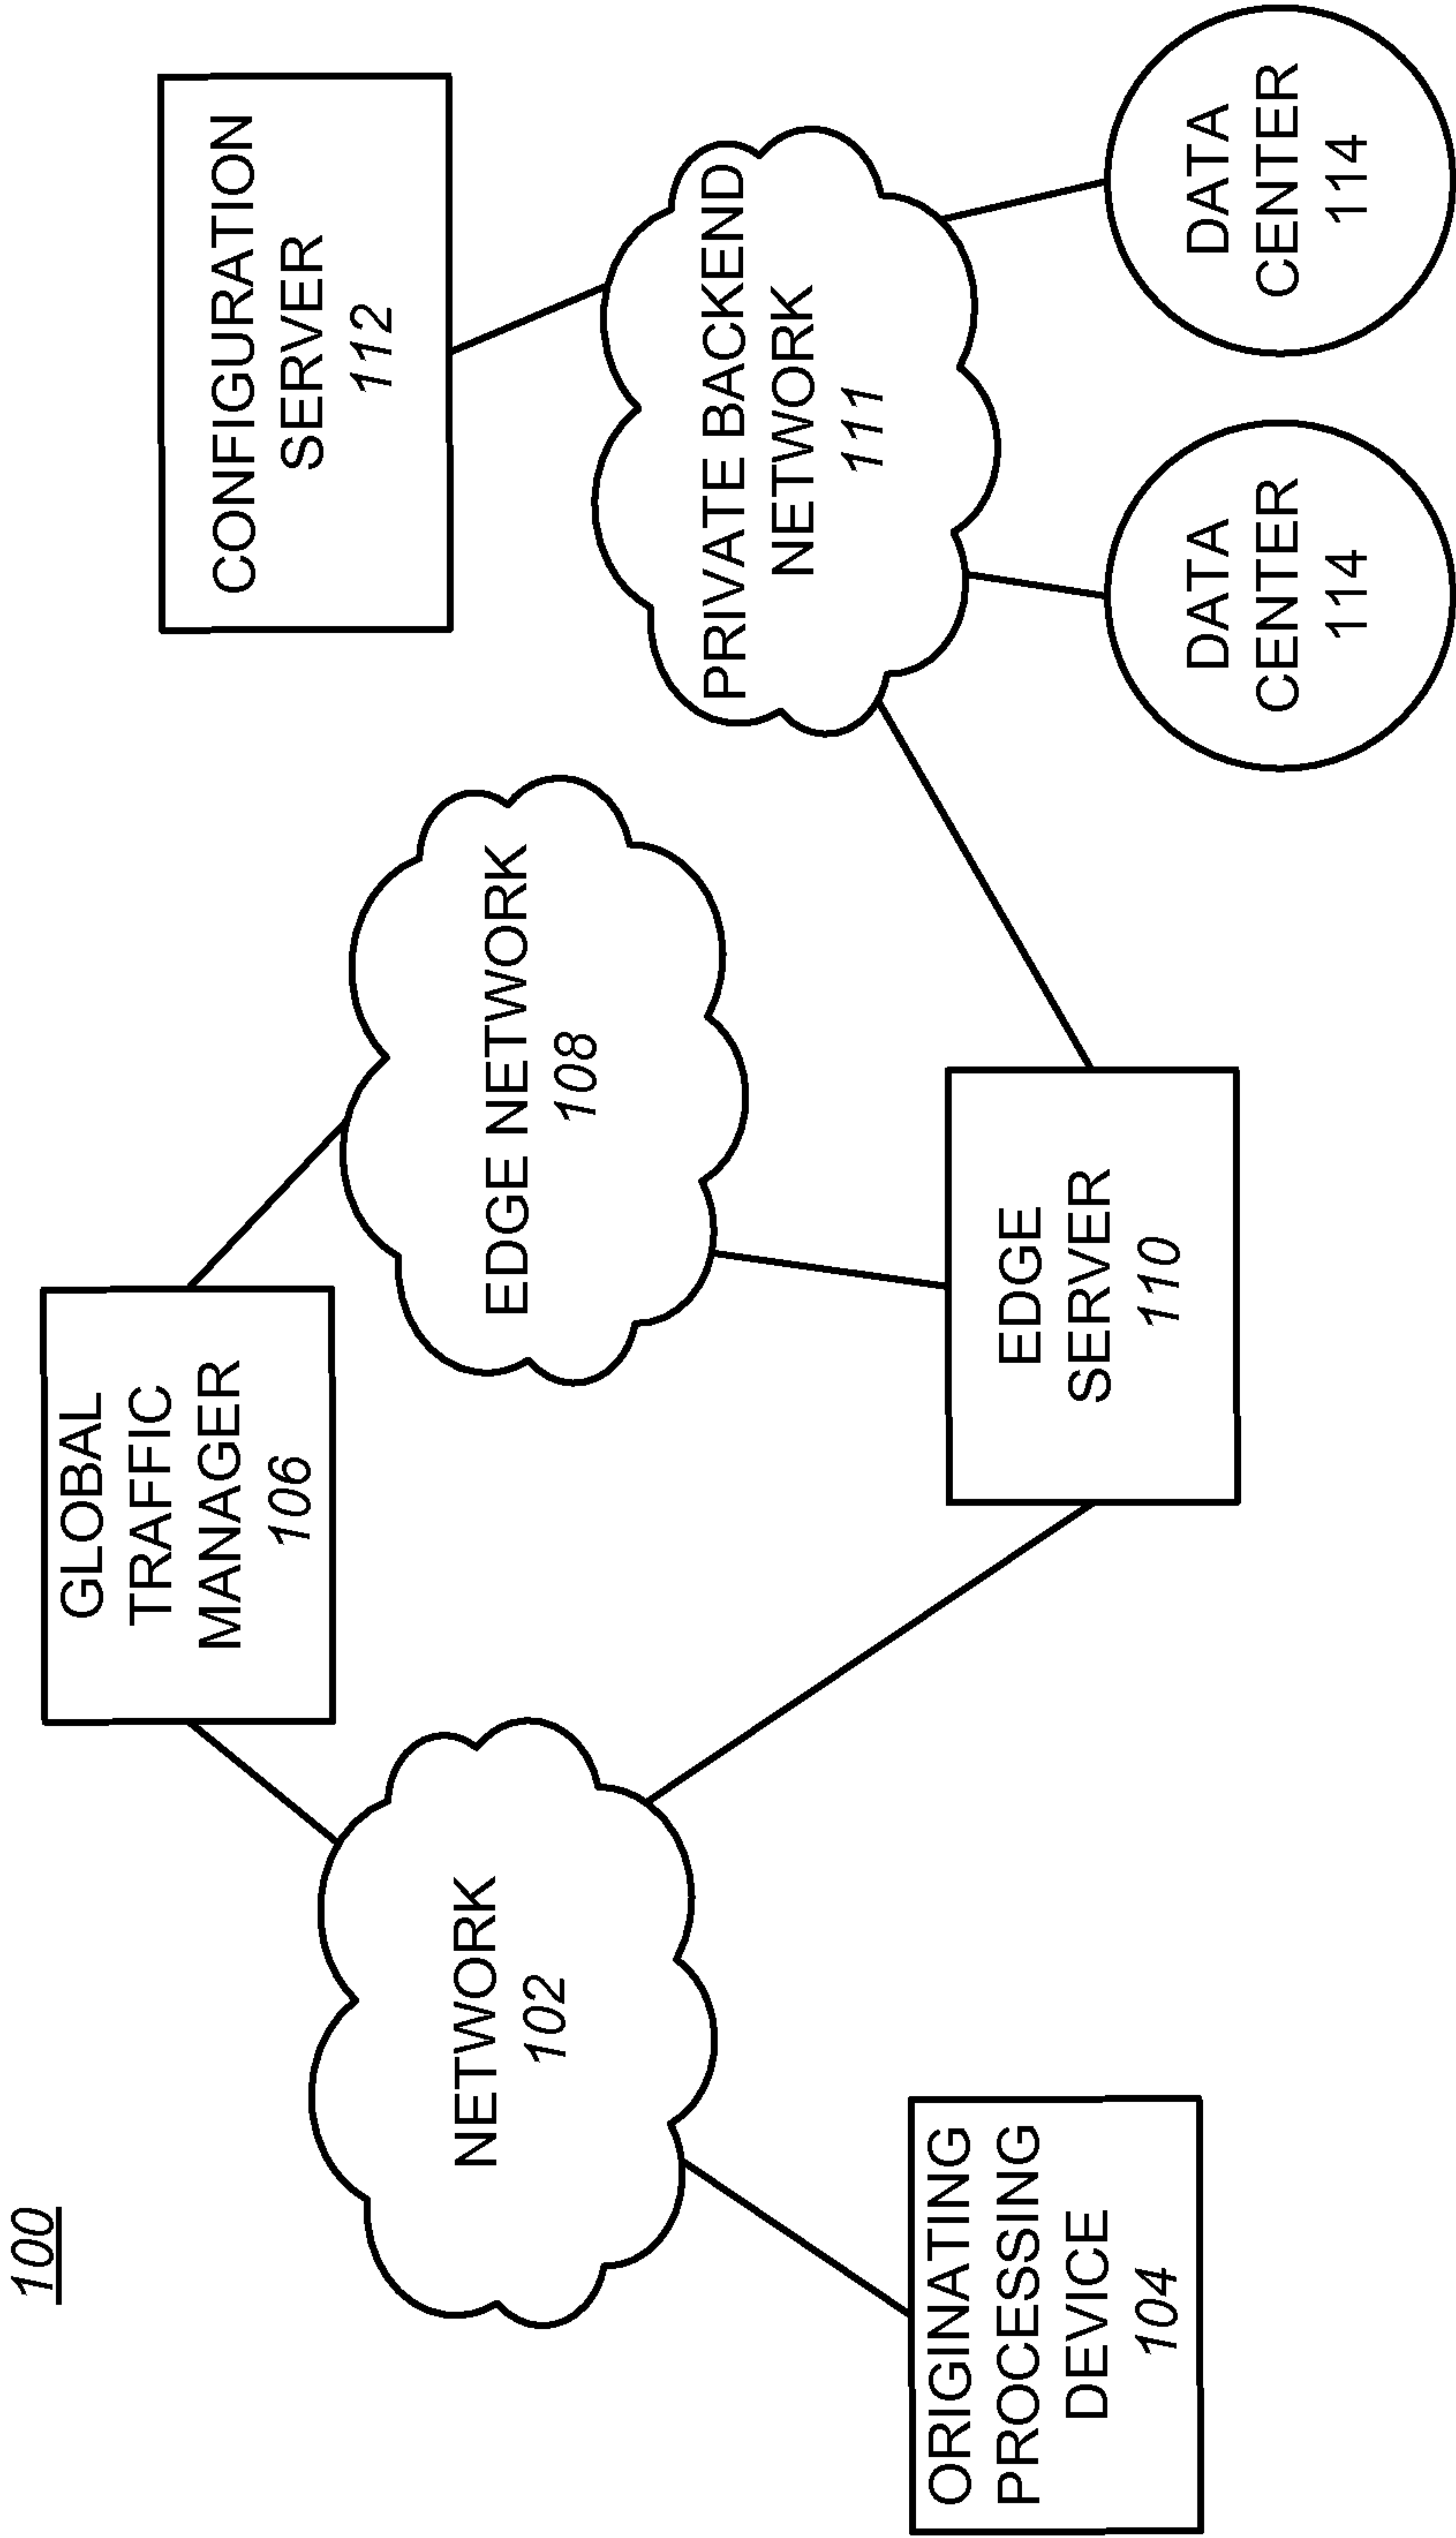 100
GLOBAL
TRAFFIC
MANAGER
106
CONFIGURATION
SERVER
112
NETWORK
102
EDGE NETWORK
108
PRIVATE BACKEND
NETWORK
111
ORIGINATING
PROCESSING
DEVICE
104
EDGE
SERVER
110
DATA
CENTER
114
DATA
CENTER
114